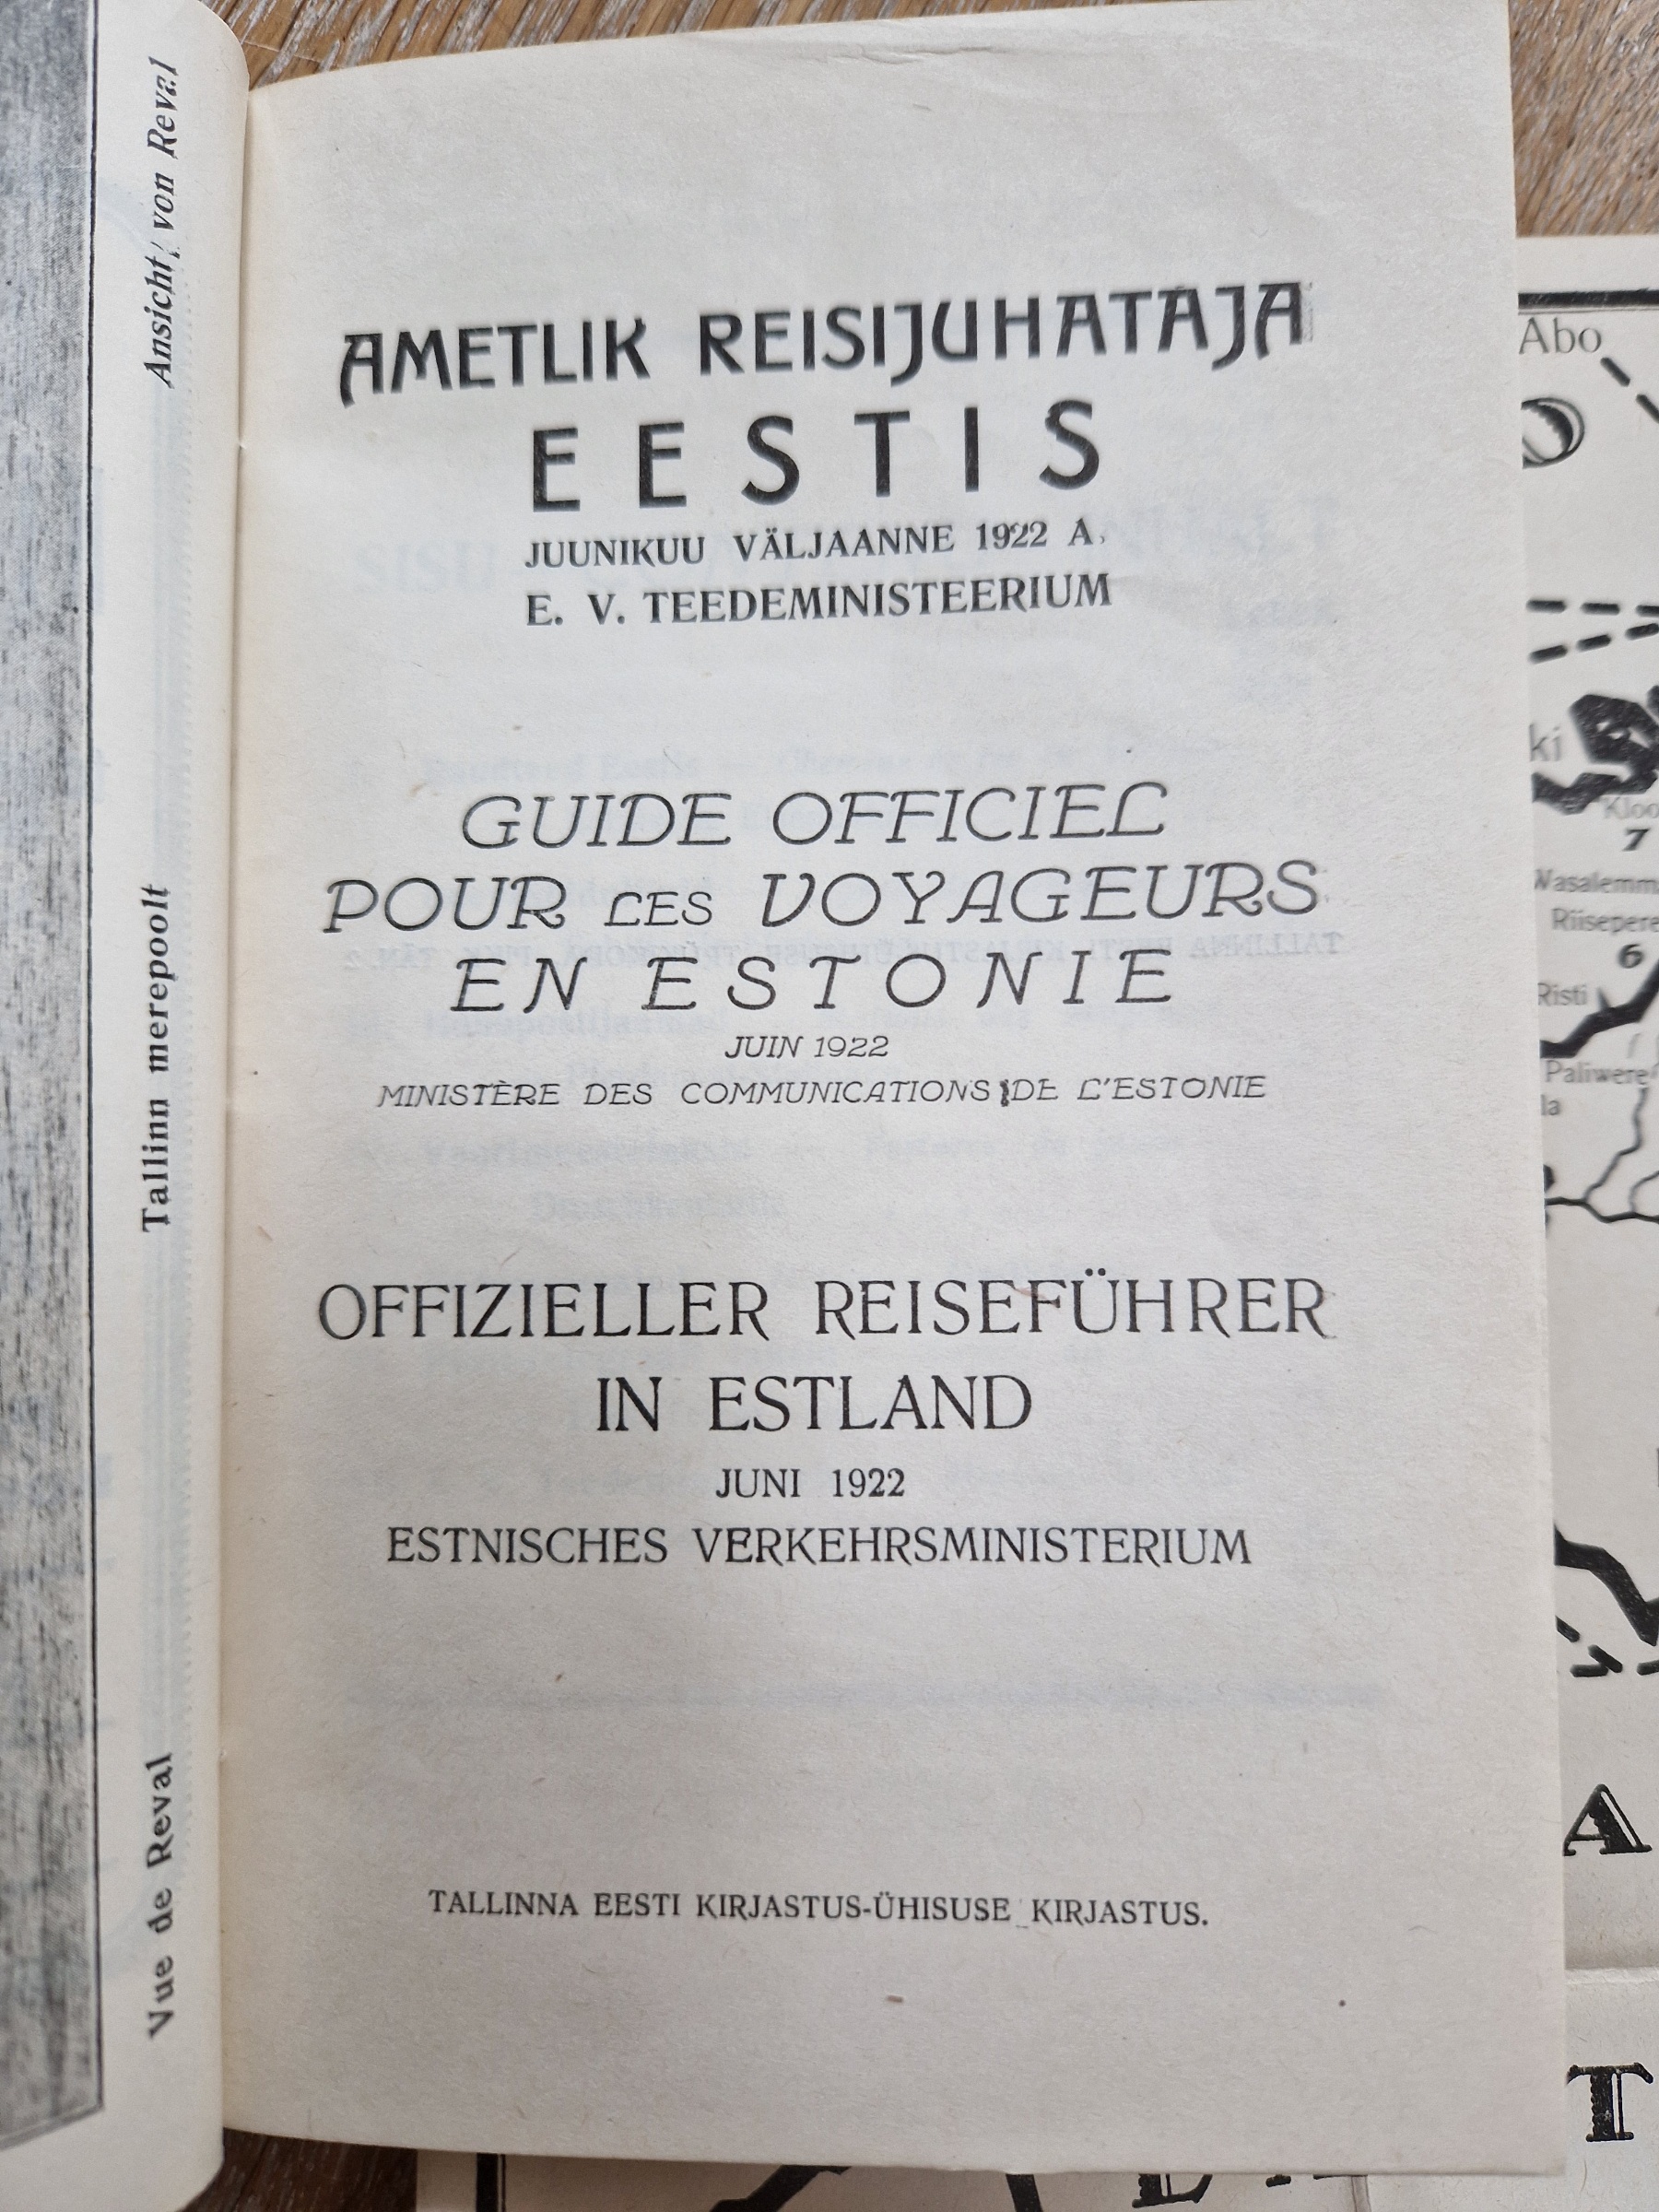 Ansicht von Reval
Tallinn merepoolt
Vue de Reval
AMETLIK REISIJUHATAJA
EESTIS
JUUNIKUU VÄLJAANNE 1922 A.
E. V. TEEDEMINISTEERIUM
GUIDE OFFICIEL
POUR LES VOYAGEURS
EN ESTONIE
JUIN 1922
MINISTÈRE DES COMMUNICATIONS DE L'ESTONIE
OFFIZIELLER REISEFÜHRER
IN ESTLAND
JUNI 1922
ESTNISCHES VERKEHRSMINISTERIUM
TALLINNA EESTI KIRJASTUS-ÜHISUSE KIRJASTUS.
Abo
7
Riisepere
6
Risti
Paliwere
A
T